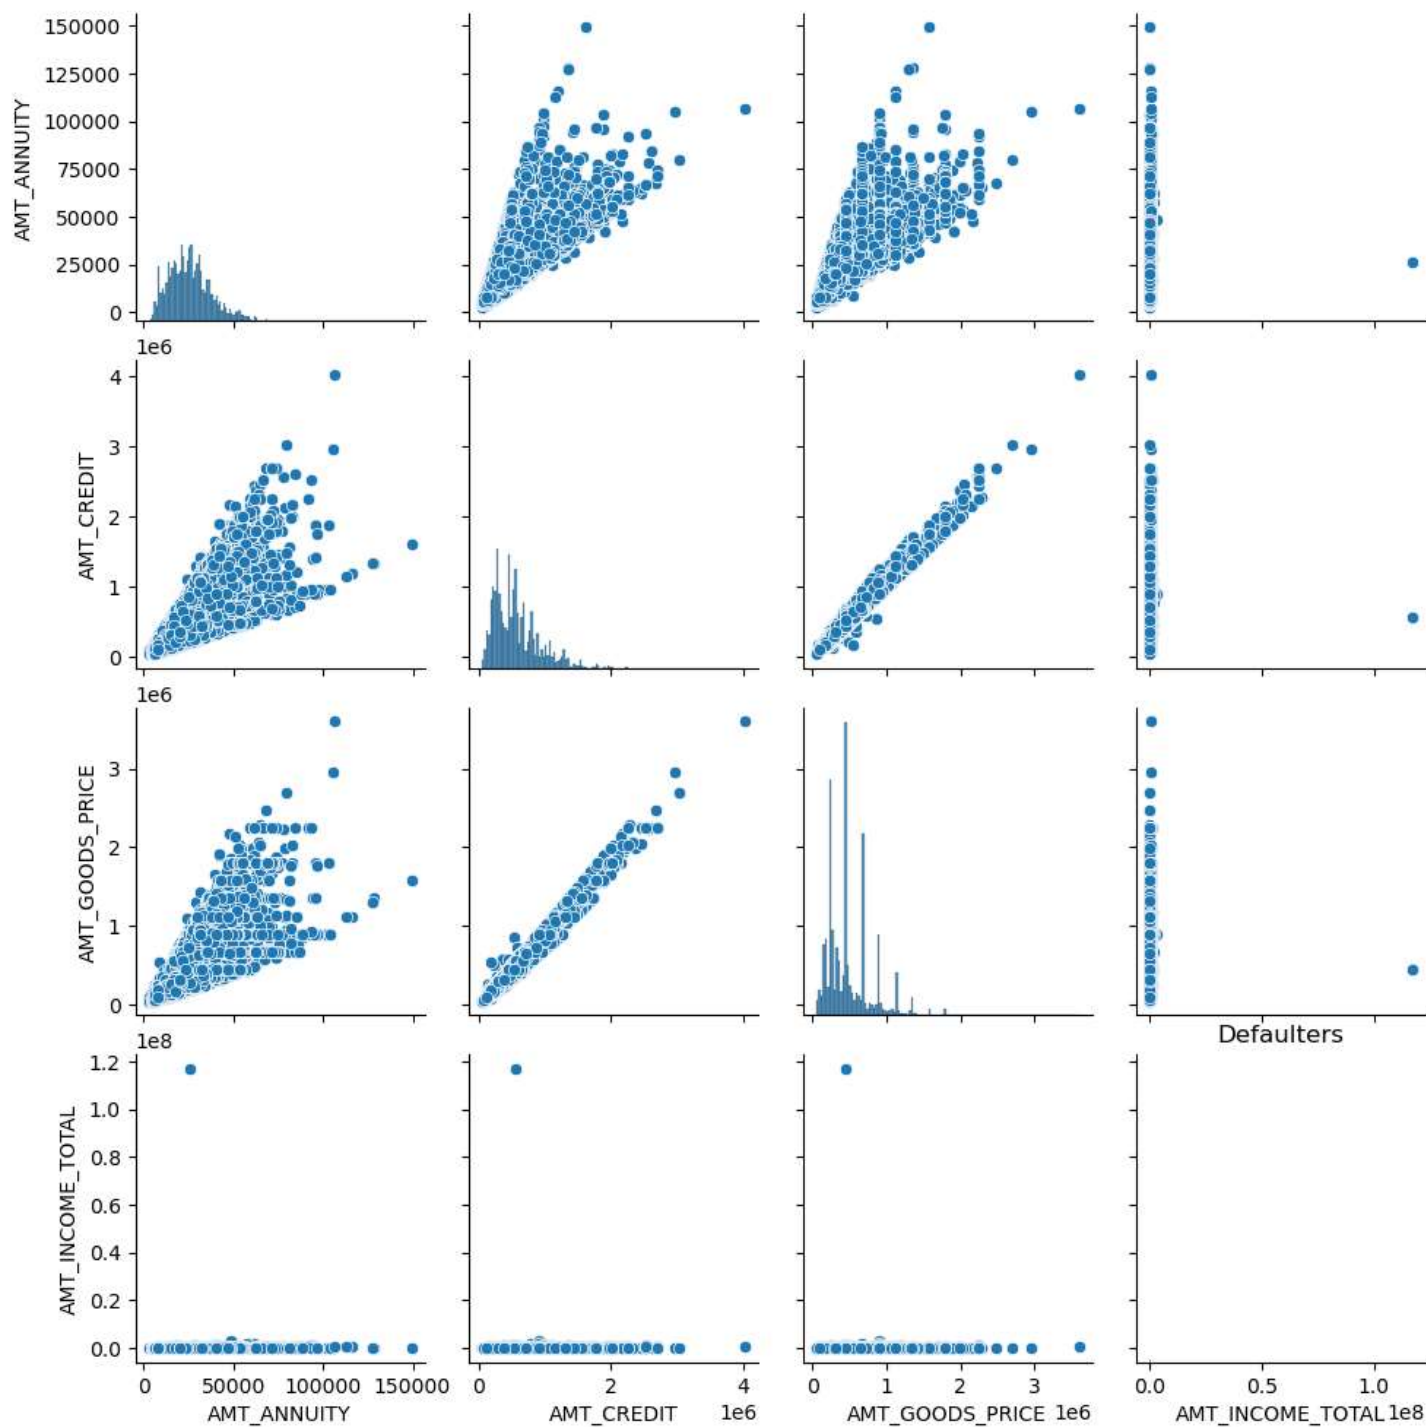 150000
125000
100000
75000
50000
25000
0
AMT_ANNUITY
1e6
4
3
2
1
0
AMT_CREDIT
1e6
3
2
1
0
AMT_GOODS_PRICE
Defaulters
1e8
1.2
1.0
0.8
0.6
0.4
0.2
0.0
AMT_INCOME_TOTAL
0 50000 100000 150000 0 2 4 0 1 2 3 0.0 0.5 1.0
AMT_ANNUITY AMT_CREDIT 1e6 AMT_GOODS_PRICE 1e6 AMT_INCOME_TOTAL 1e8